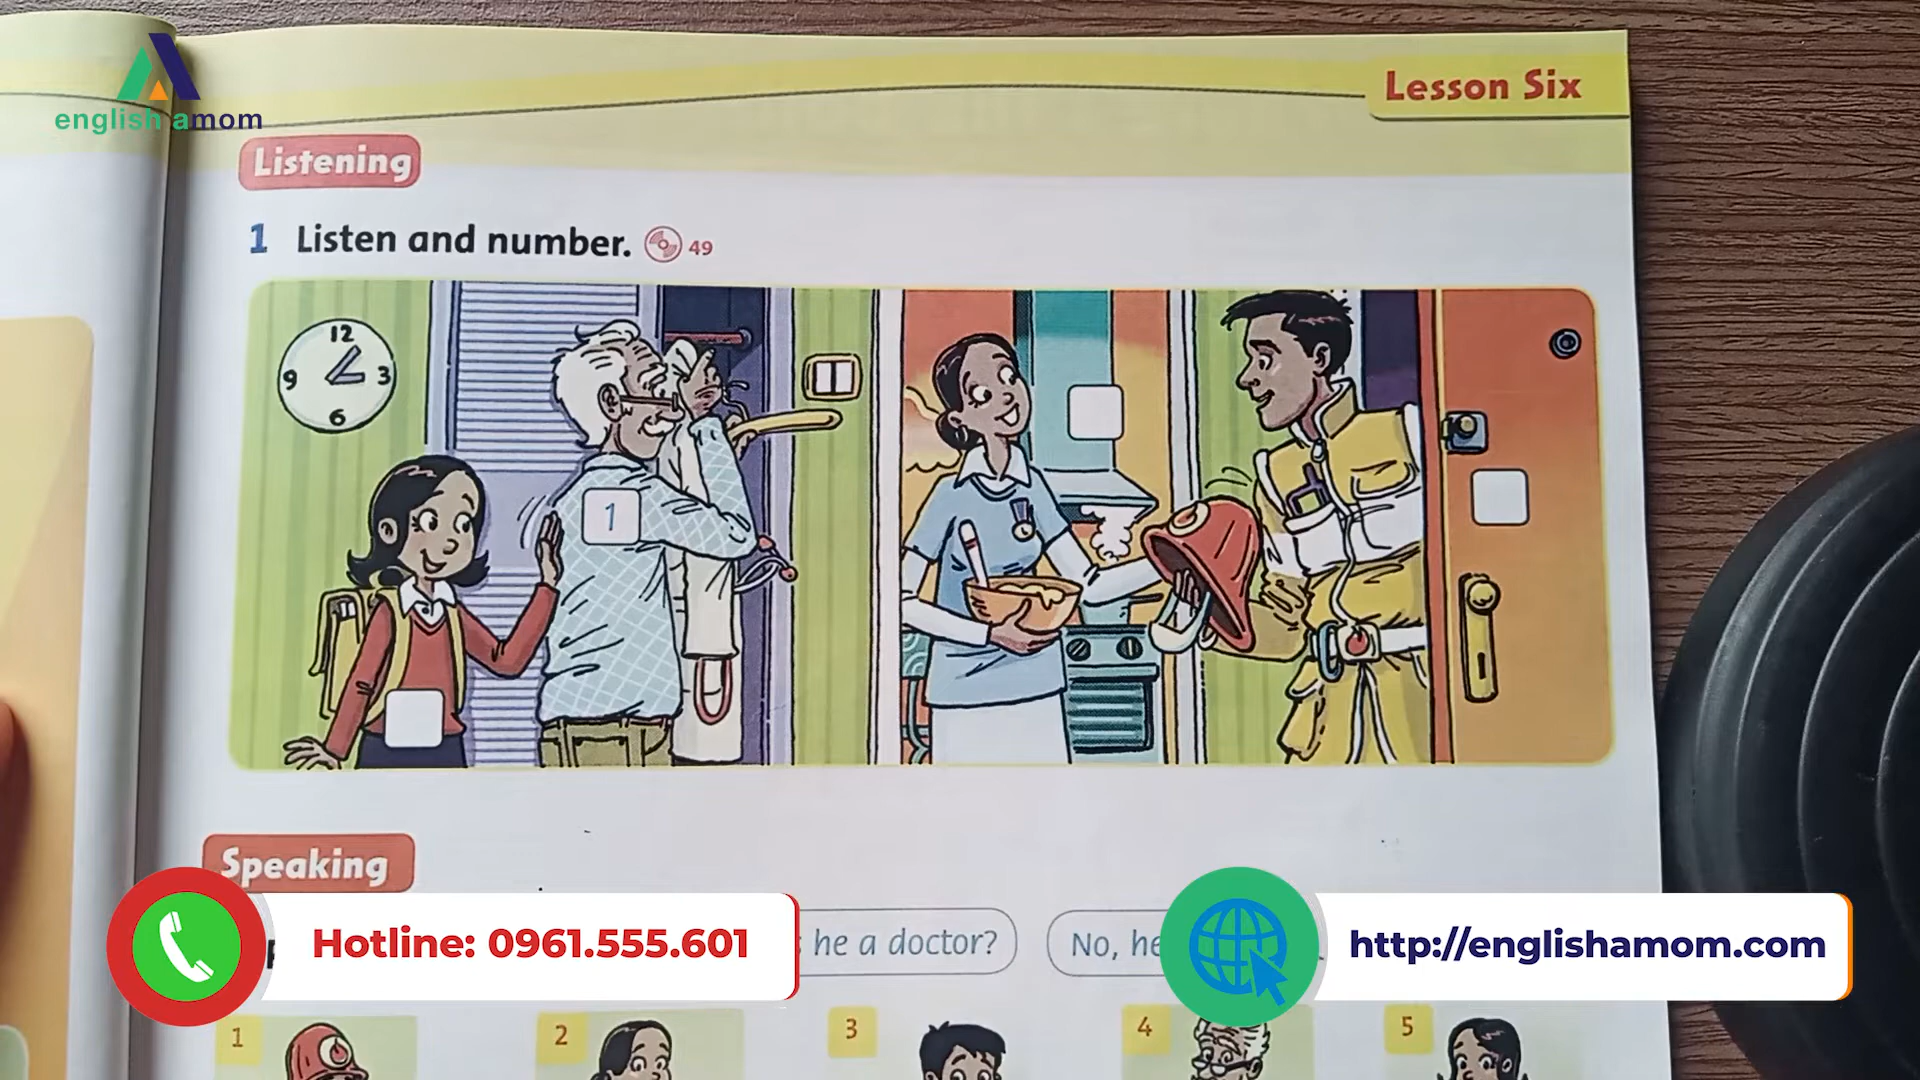 english amom
Lesson Six
Listening
1 Listen and number. 49
12
9 3
6
1
Speaking
he a doctor? No, he
Hotline: 0961.555.601
http://englishamom.com
1 2 3 4 5